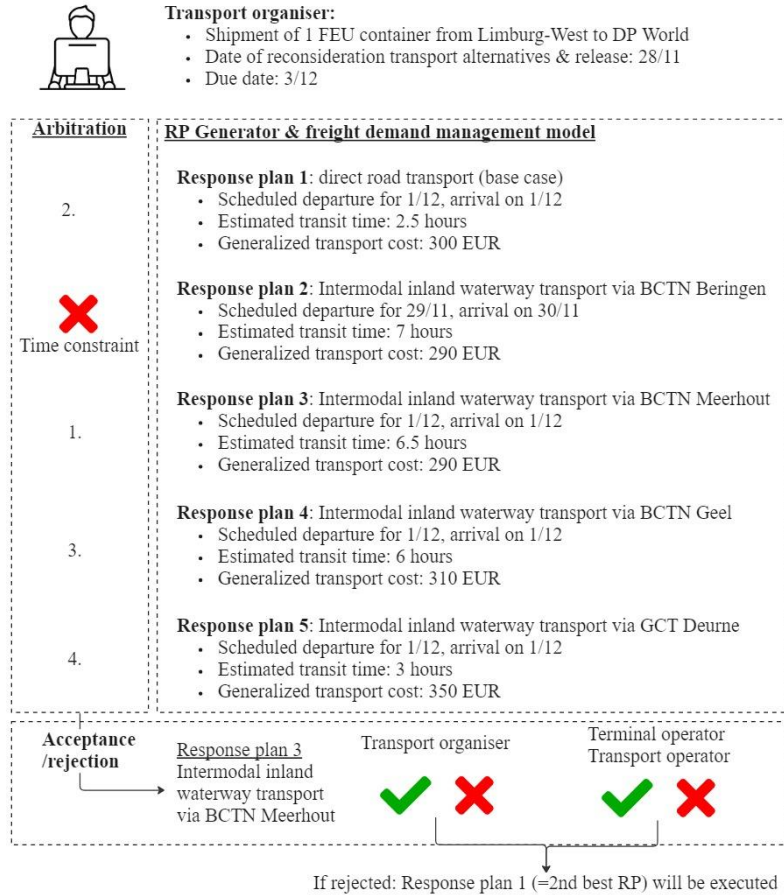 Transport organiser:
• Shipment of 1 FEU container from Limburg-West to DP World
• Date of reconsideration transport alternatives & release: 28/11
• Due date: 3/12
Arbitration
RP Generator & freight demand management model
2.
Response plan 1: direct road transport (base case)
• Scheduled departure for 1/12, arrival on 1/12
• Estimated transit time: 2.5 hours
• Generalized transport cost: 300 EUR
Time constraint
Response plan 2: Intermodal inland waterway transport via BCTN Beringen
• Scheduled departure for 29/11, arrival on 30/11
• Estimated transit time: 7 hours
• Generalized transport cost: 290 EUR
1.
Response plan 3: Intermodal inland waterway transport via BCTN Meerhout
• Scheduled departure for 1/12, arrival on 1/12
• Estimated transit time: 6.5 hours
• Generalized transport cost: 290 EUR
3.
Response plan 4: Intermodal inland waterway transport via BCTN Geel
• Scheduled departure for 1/12, arrival on 1/12
• Estimated transit time: 6 hours
• Generalized transport cost: 310 EUR
4.
Response plan 5: Intermodal inland waterway transport via GCT Deurne
• Scheduled departure for 1/12, arrival on 1/12
• Estimated transit time: 3 hours
• Generalized transport cost: 350 EUR
Acceptance
/rejection
Response plan 3
Intermodal inland
waterway transport
via BCTN Meerhout
Transport organiser
Terminal operator
Transport operator
If rejected: Response plan 1 (=2nd best RP) will be executed